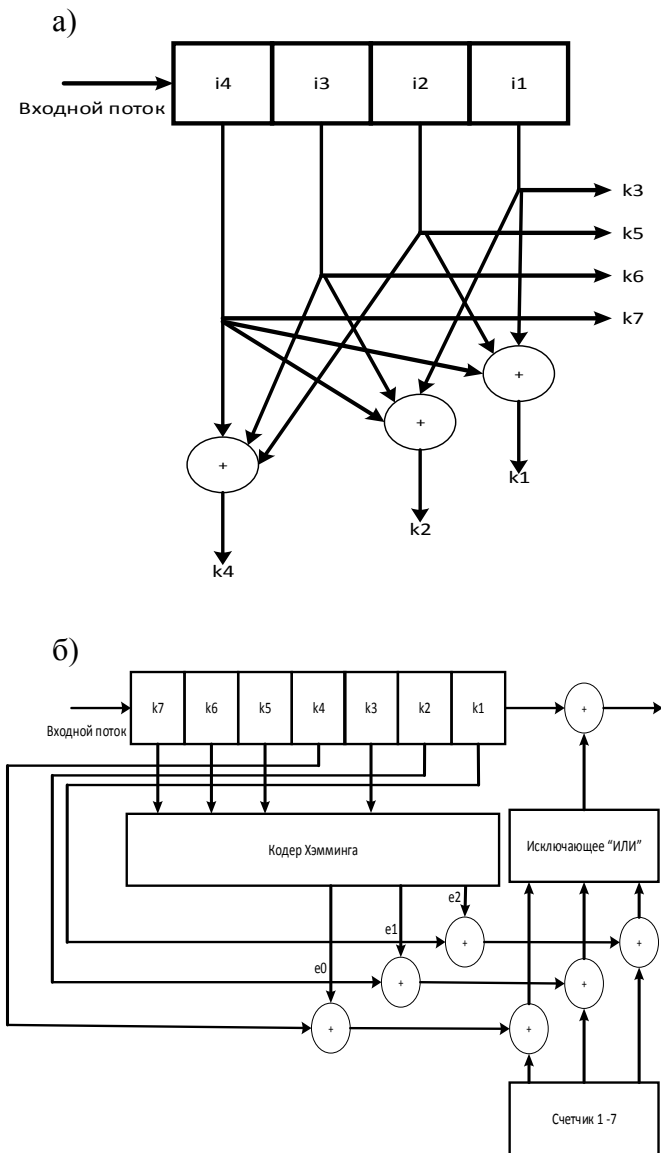 а)
i4 i3 i2 i1
Входной поток
k3
k5
k6
k7
+
+
+
k1
k2
k4
б)
k7 k6 k5 k4 k3 k2 k1
+
Входной поток
Кодер Хэмминга
Исключающее “ИЛИ”
e2
e1
e0
+
+
+
+
+
+
Счетчик 1 -7